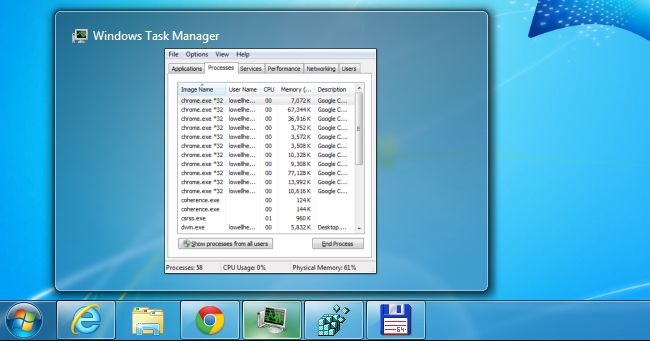 Windows Task Manager
File Options View Help
Applications Processes Services Performance Networking Users
Image Name User Name CPU Memory (... Description
chrome.exe *32 lowellhe... 00 7,072 K Google C...
chrome.exe *32 lowellhe... 00 67,344 K Google C...
chrome.exe *32 lowellhe... 00 36,916 K Google C...
chrome.exe *32 lowellhe... 00 3,752 K Google C...
chrome.exe *32 lowellhe... 00 3,572 K Google C...
chrome.exe *32 lowellhe... 00 3,508 K Google C...
chrome.exe *32 lowellhe... 00 10,328 K Google C...
chrome.exe *32 lowellhe... 00 9,308 K Google C...
chrome.exe *32 lowellhe... 00 77,128 K Google C...
chrome.exe *32 lowellhe... 00 13,992 K Google C...
chrome.exe *32 lowellhe... 00 10,616 K Google C...
coherence.exe 00 124 K
coherence.exe 00 144 K
csrss.exe 01 960 K
dwm.exe lowellhe... 00 5,832 K Desktop ...
Show processes from all users End Process
Processes: 58 CPU Usage: 0% Physical Memory: 61%
64